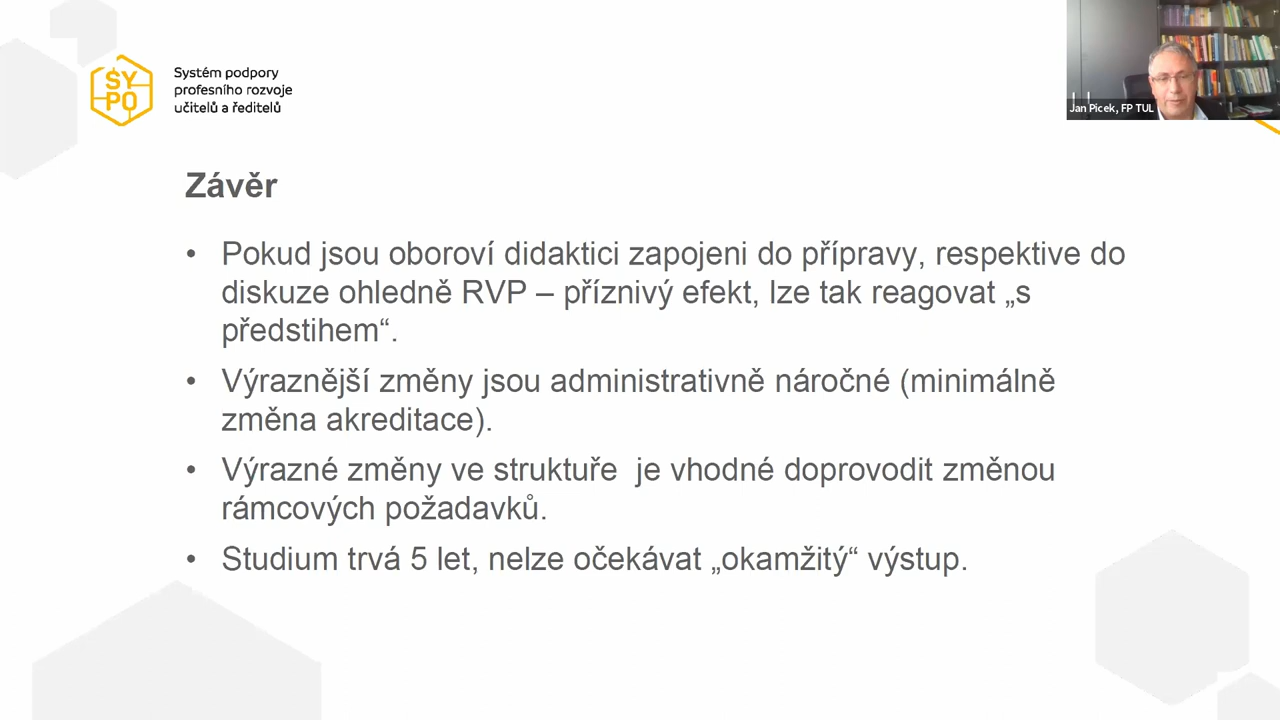 SYPO
Systém podpory
profesního rozvoje
učitelů a ředitelů
Jan Picek, FP TUL
Závěr
• Pokud jsou oboroví didaktici zapojeni do přípravy, respektive do
diskuze ohledně RVP – příznivý efekt, lze tak reagovat „s
předstihem“.
• Výraznější změny jsou administrativně náročné (minimálně
změna akreditace).
• Výrazné změny ve struktuře  je vhodné doprovodit změnou
rámcových požadavků.
• Studium trvá 5 let, nelze očekávat „okamžitý“ výstup.